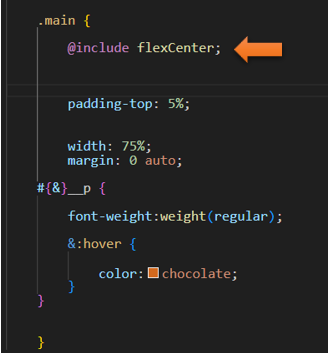 .main {
@include flexCenter;
padding-top: 5%;
width: 75%;
margin: 0 auto;
#{&}__p {
font-weight:weight(regular);
&:hover {
color:chocolate;
}
}
}